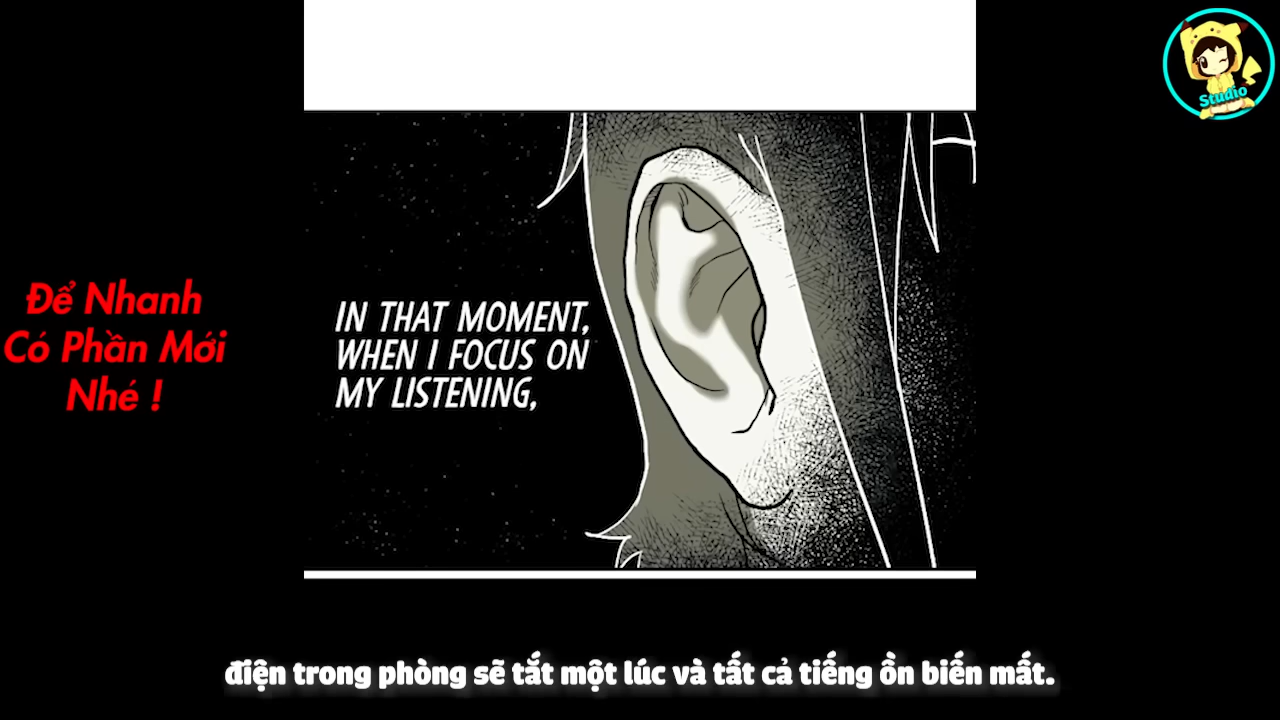 Studio
Để Nhanh
Có Phần Mới
Nhé !
IN THAT MOMENT,
WHEN I FOCUS ON
MY LISTENING,
điện trong phòng sẽ tắt một lúc và tất cả tiếng ồn biến mất.